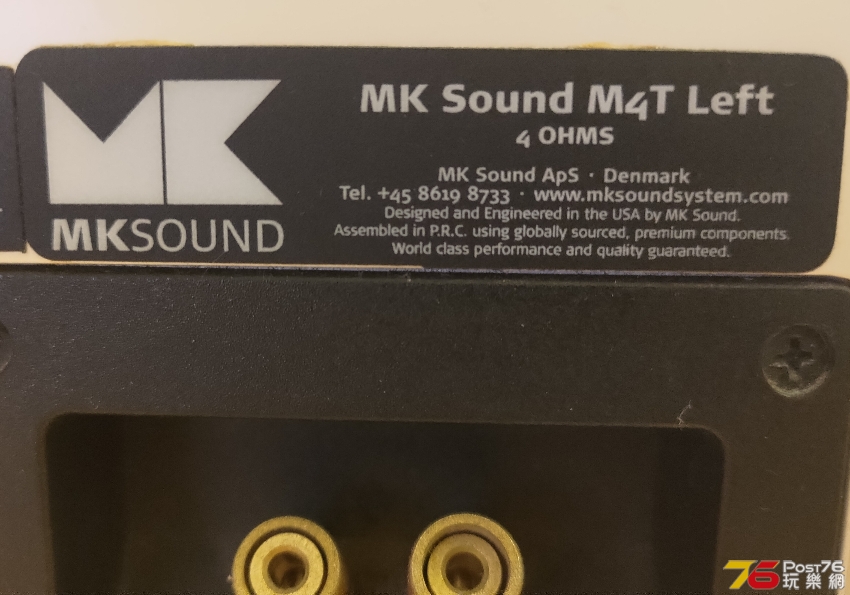 MK Sound M4T Left
4 OHMS
MK Sound ApS · Denmark
Tel. +45 8619 8733 · www.mksoundsystem.com
Designed and Engineered in the USA by MK Sound.
Assembled in P.R.C. using globally sourced, premium components.
World class performance and quality guaranteed.
MK
MKSOUND
76 Post76
玩樂網